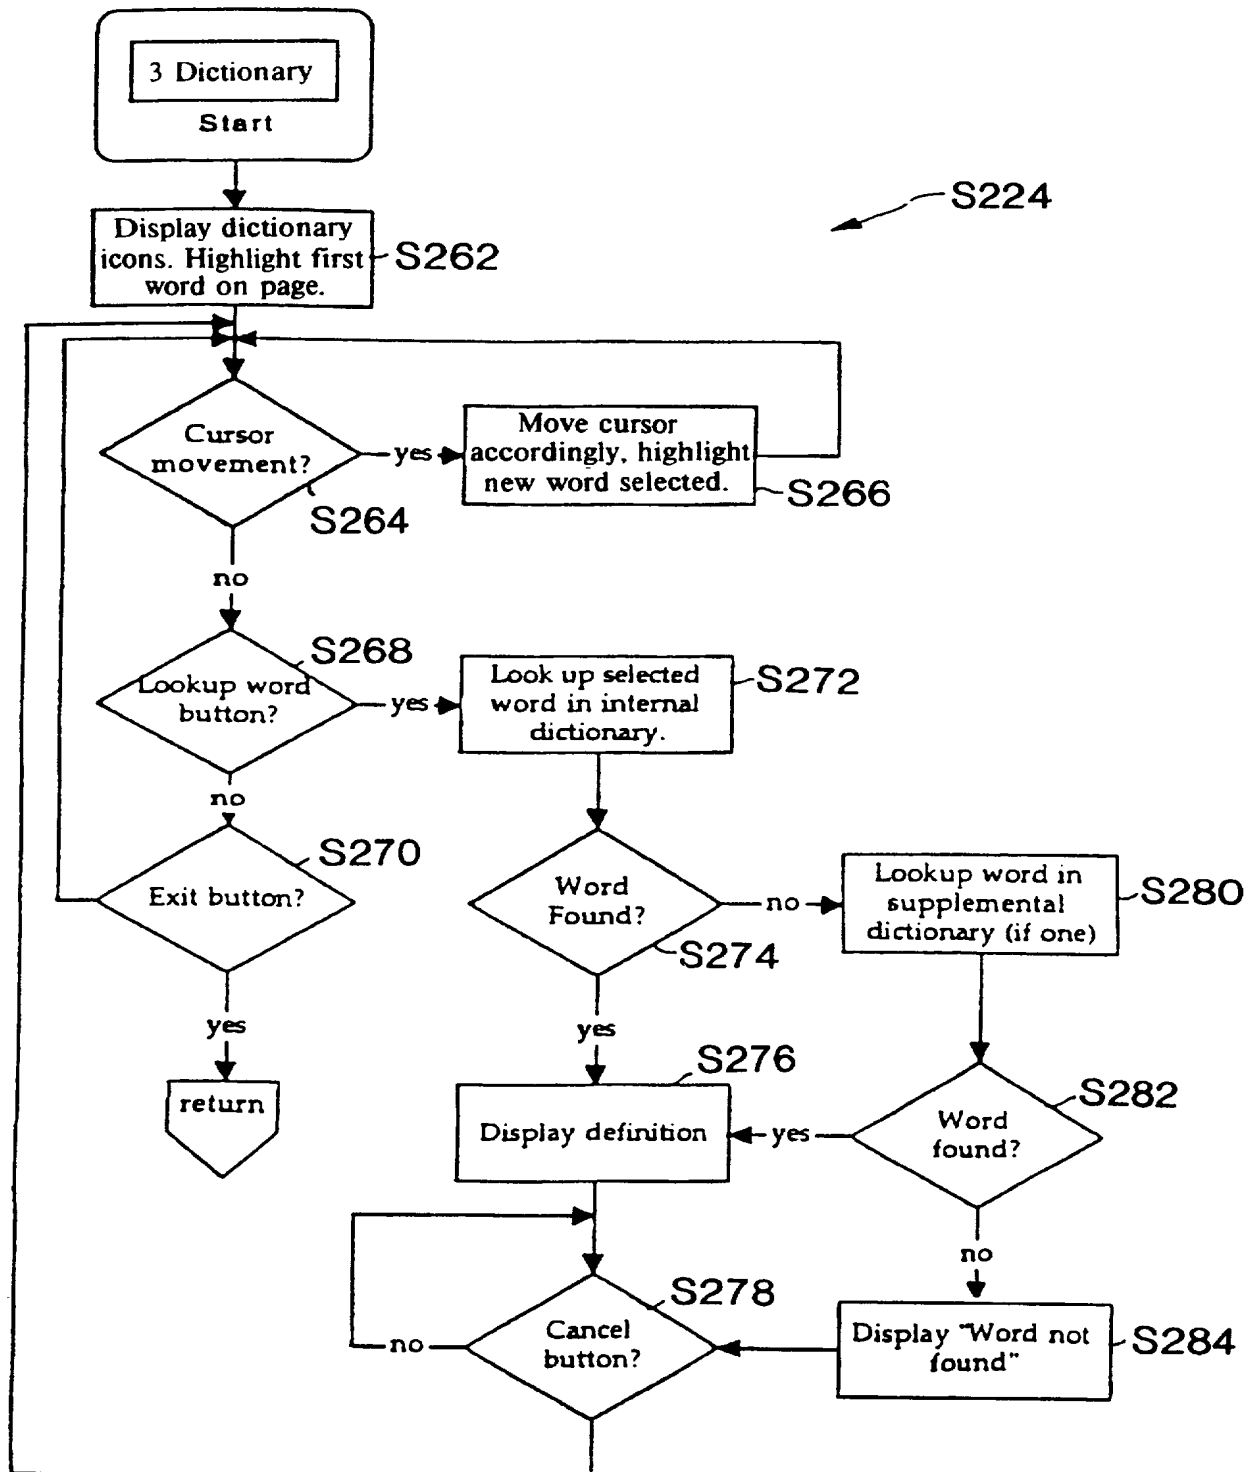 3 Dictionary
Start
S224
Display dictionary
icons. Highlight first
word on page.
S262
Cursor
movement?
yes
Move cursor
accordingly, highlight
new word selected.
S266
S264
no
S268
Lookup word
button?
yes
Look up selected
word in internal
dictionary.
S272
no
S270
Exit button?
Word
Found?
no
Lookup word in
supplemental
dictionary (if one)
S280
S274
yes
return
yes
S276
Display definition
yes
Word
found?
S282
no
S278
Cancel
button?
no
Display "Word not
found"
S284